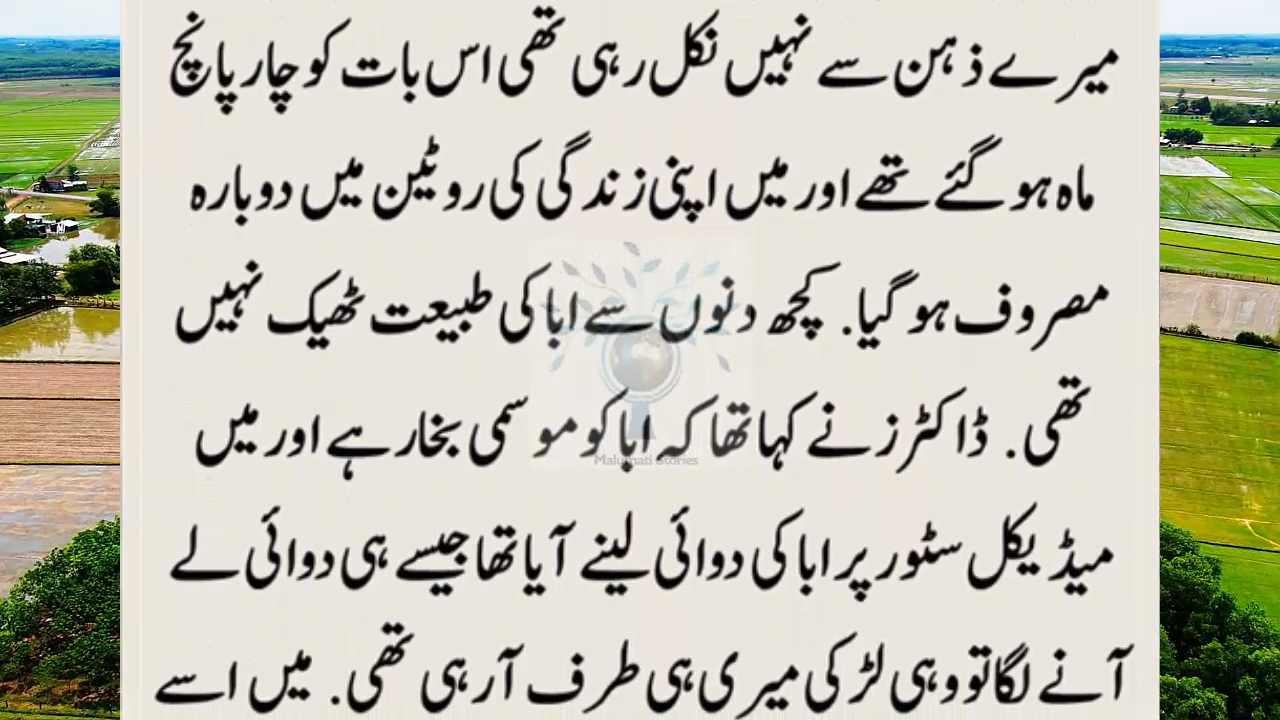 میرے ذہن سے نہیں نکل رہی تھی اس بات کو چار پانچ
ماہ ہو گئے تھے اور میں اپنی زندگی کی روٹین میں دوبارہ
مصروف ہو گیا. کچھ دنوں سے ابا کی طبیعت ٹھیک نہیں
تھی. ڈاکٹرز نے کہا تھا کہ ابا کو موسمی بخار ہے اور میں
Malumati Stories
میڈیکل سٹور پر ابا کی دوائی لینے آیا تھا جیسے ہی دوائی لے
آنے لگا تو وہی لڑکی میری ہی طرف آ رہی تھی. میں اسے